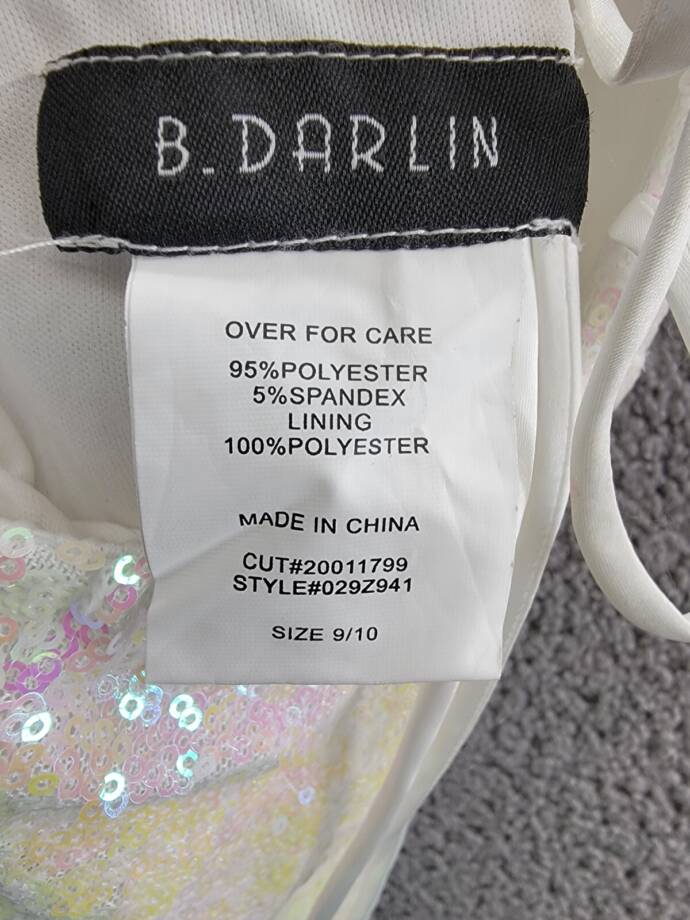 B.DARLIN
OVER FOR CARE
95%POLYESTER
5%SPANDEX
LINING
100%POLYESTER
MADE IN CHINA
CUT#20011799
STYLE#029Z941
SIZE 9/10